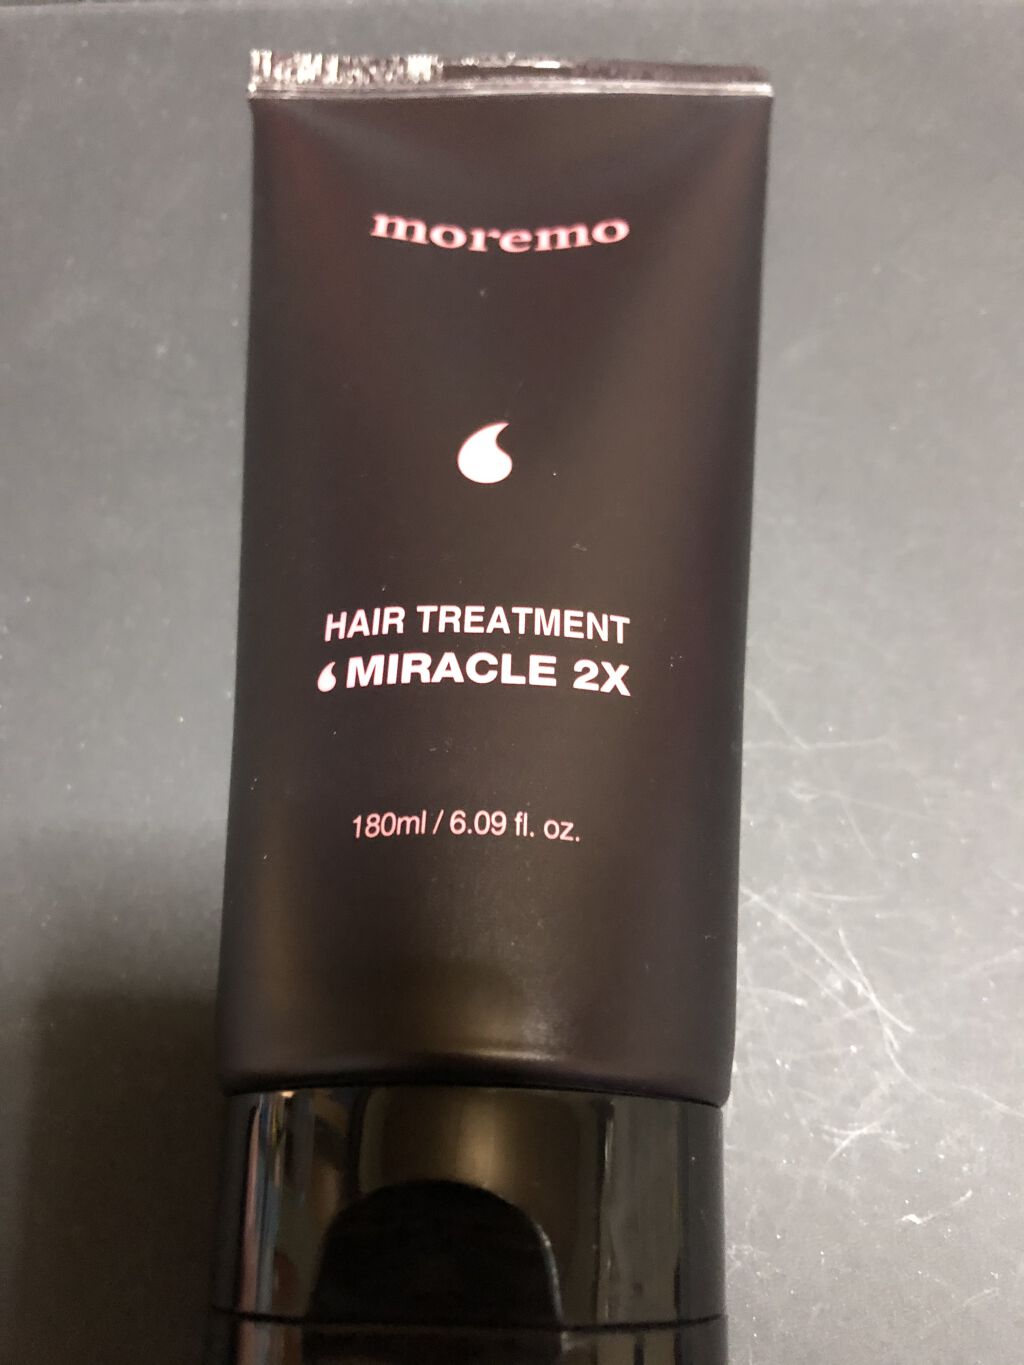 moremo
HAIR TREATMENT
MIRACLE 2X
180ml / 6.09 fl. oz.